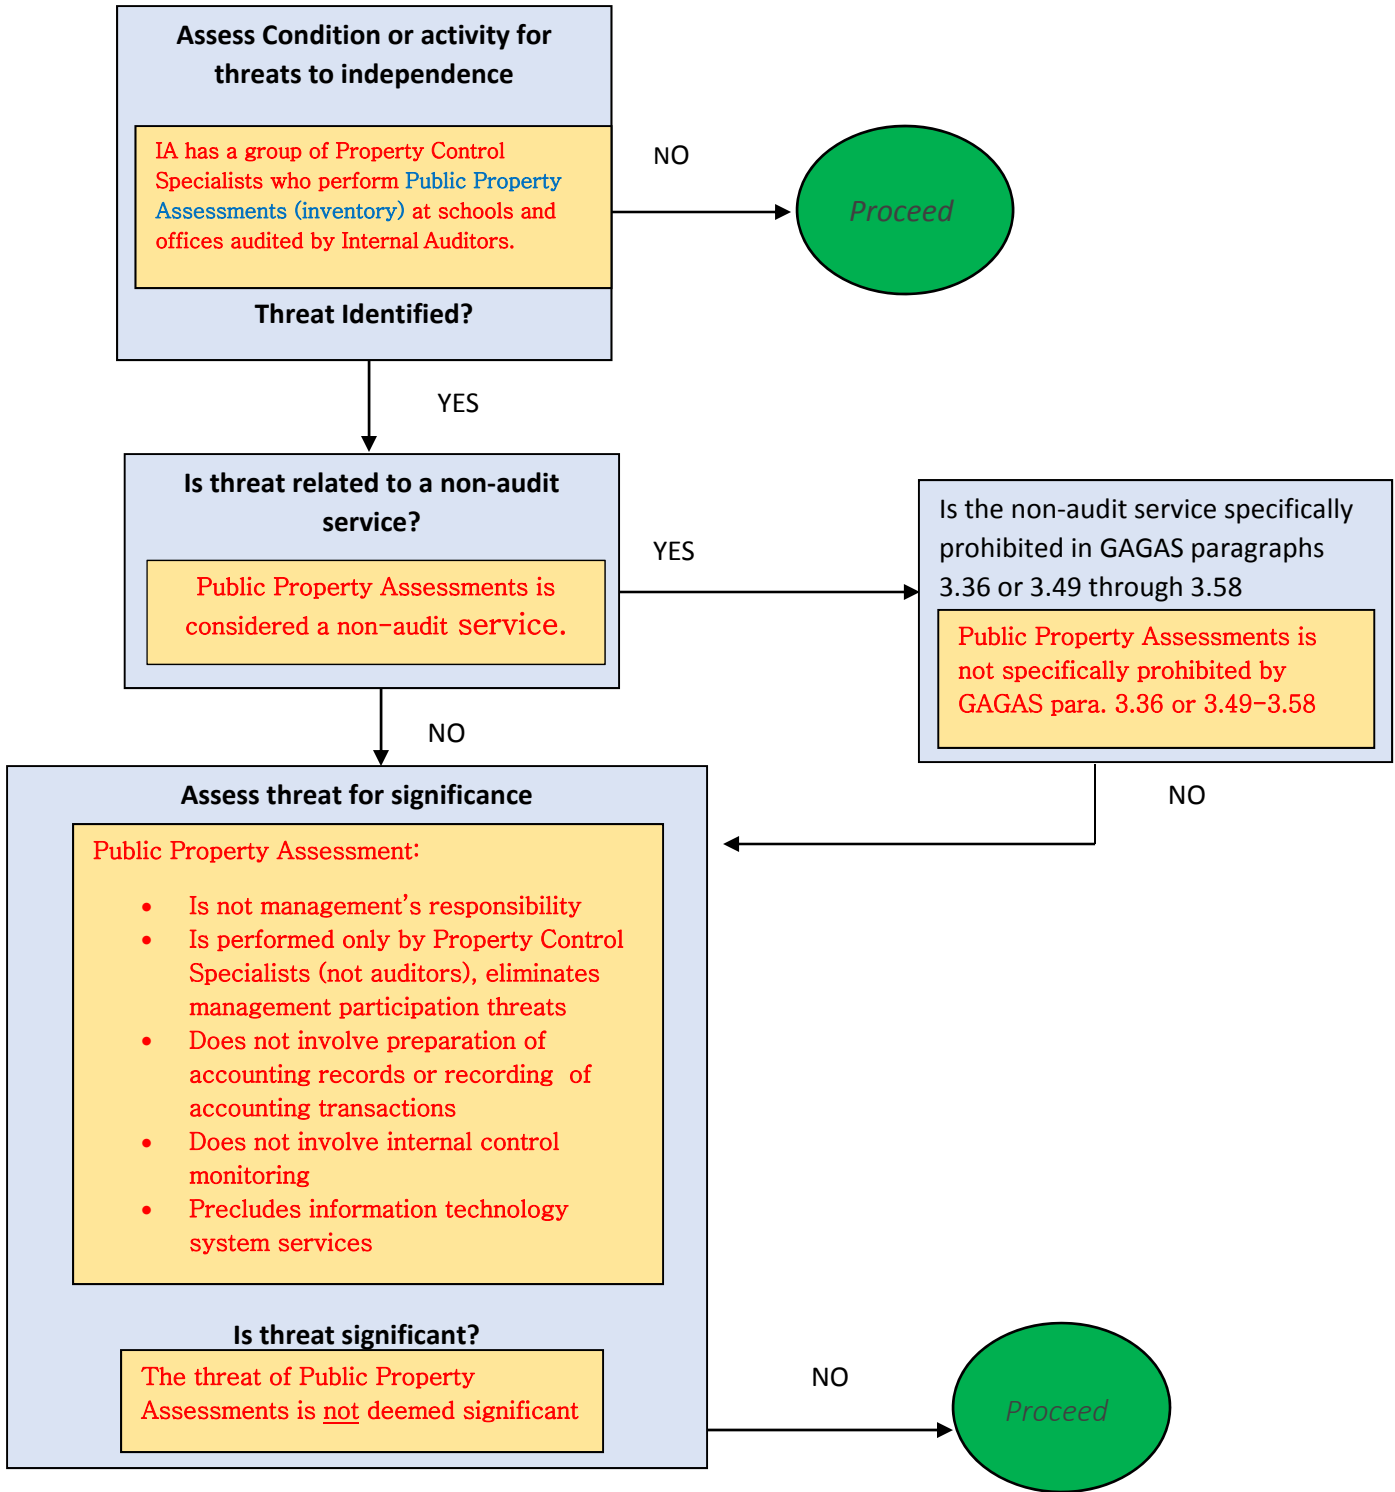 Assess Condition or activity for
threats to independence
IA has a group of Property Control
Specialists who perform Public Property
Assessments (inventory) at schools and
offices audited by Internal Auditors.
Threat Identified?
NO
Proceed
YES
Is threat related to a non-audit
service?
Public Property Assessments is
considered a non-audit service.
YES
Is the non-audit service specifically
prohibited in GAGAS paragraphs
3.36 or 3.49 through 3.58
Public Property Assessments is
not specifically prohibited by
GAGAS para. 3.36 or 3.49-3.58
NO
NO
Assess threat for significance
Public Property Assessment:
• Is not management’s responsibility
• Is performed only by Property Control
Specialists (not auditors), eliminates
management participation threats
• Does not involve preparation of
accounting records or recording of
accounting transactions
• Does not involve internal control
monitoring
• Precludes information technology
system services
Is threat significant?
The threat of Public Property
Assessments is not deemed significant
NO
Proceed